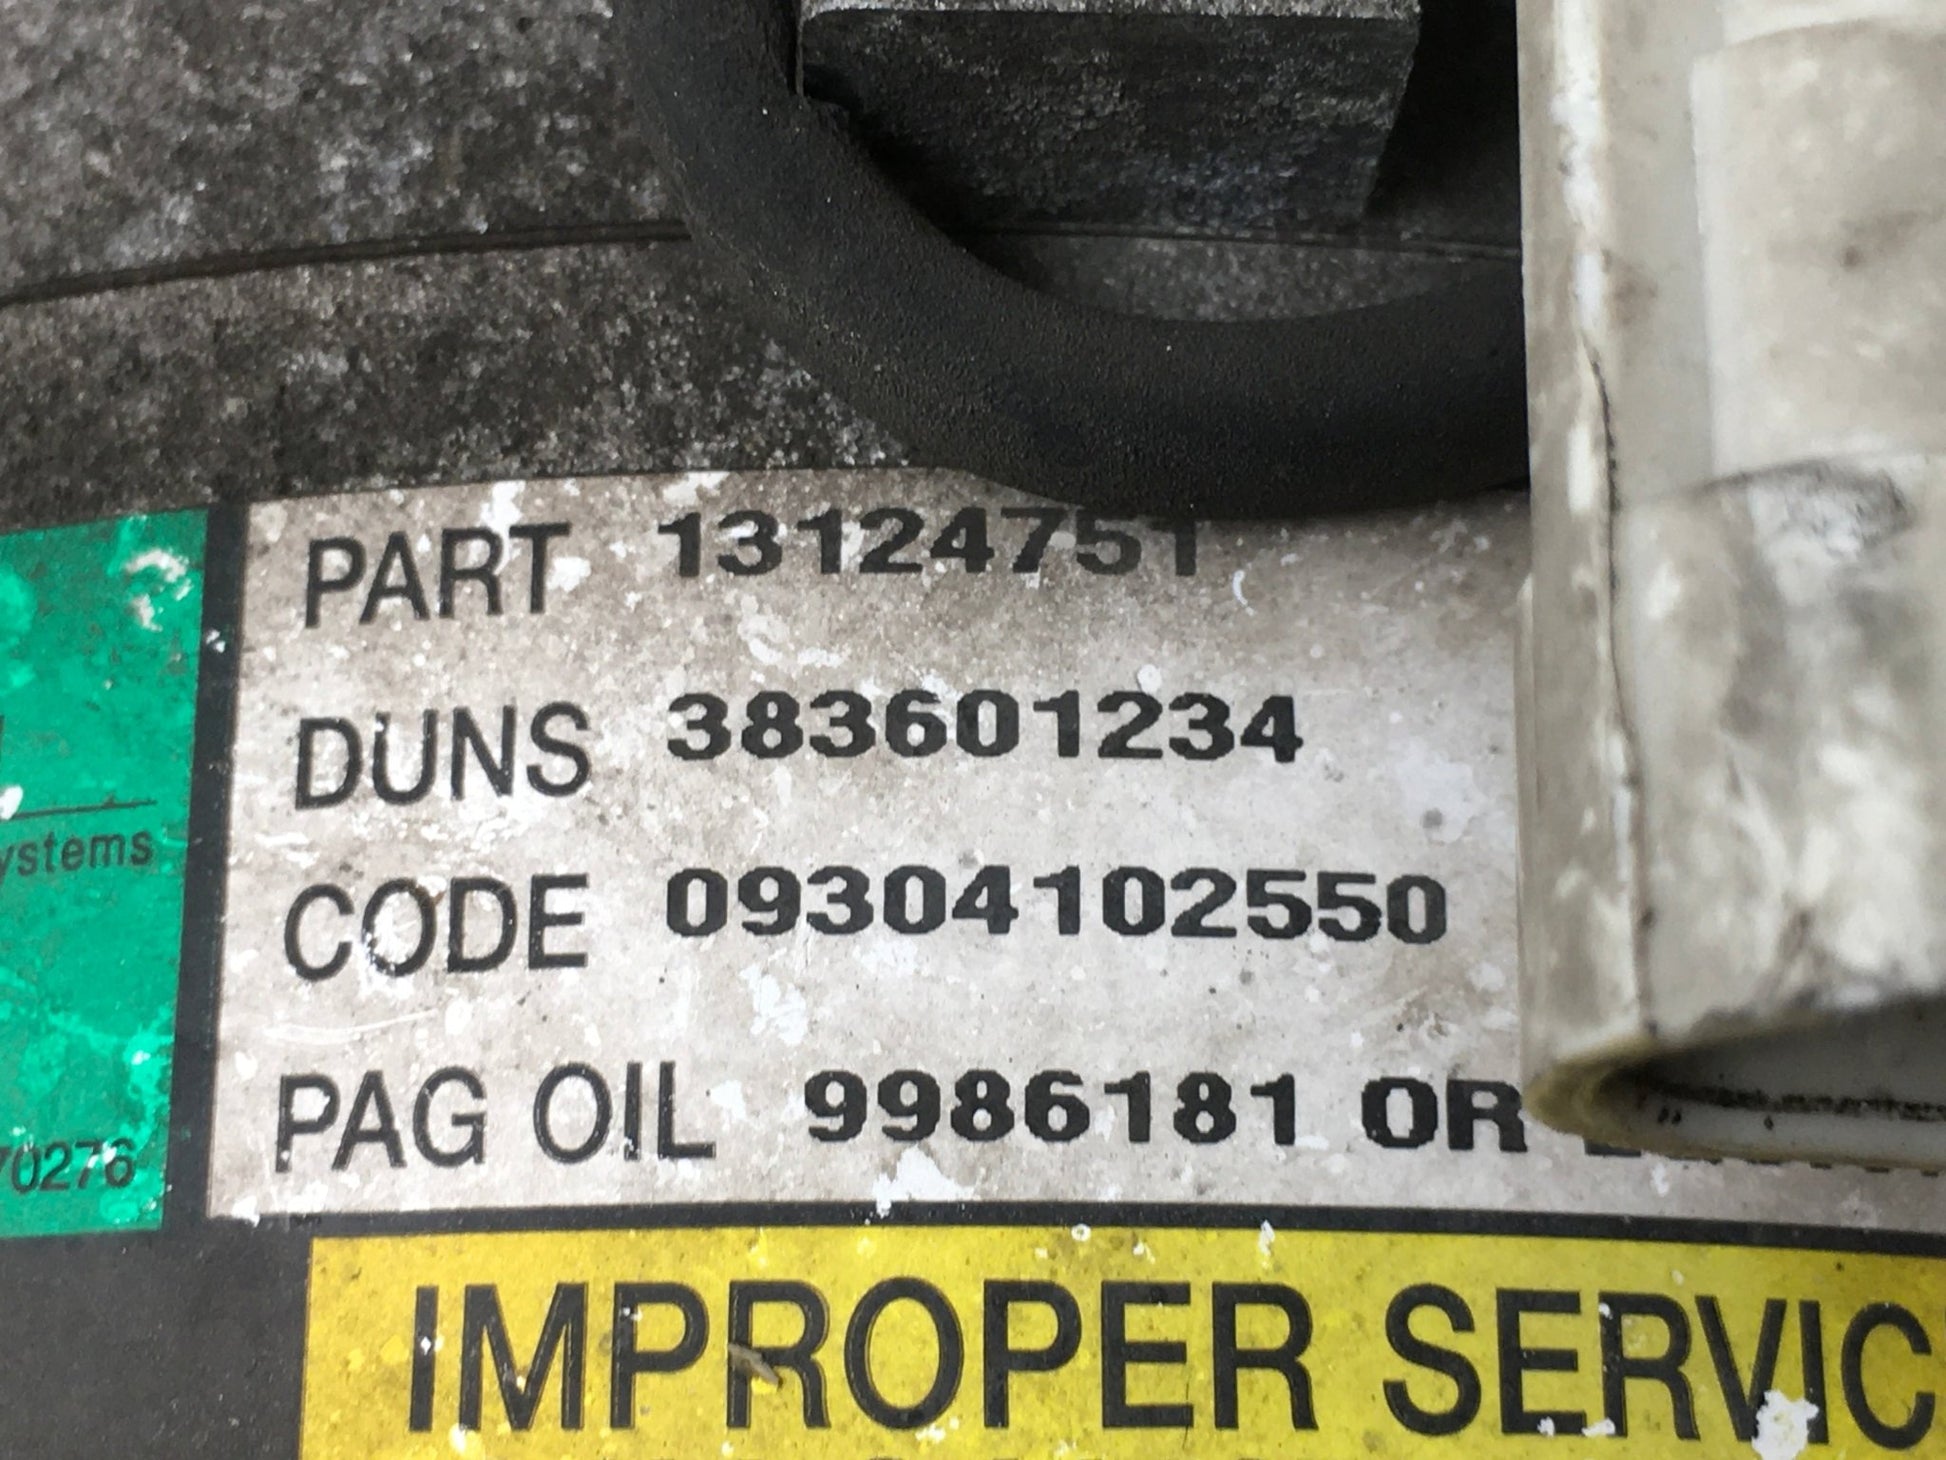 PART 13124751
DUNS 383601234
CODE 09304102550
PAG OIL 9986181 OR
ystems
70276
IMPROPER SERVIC